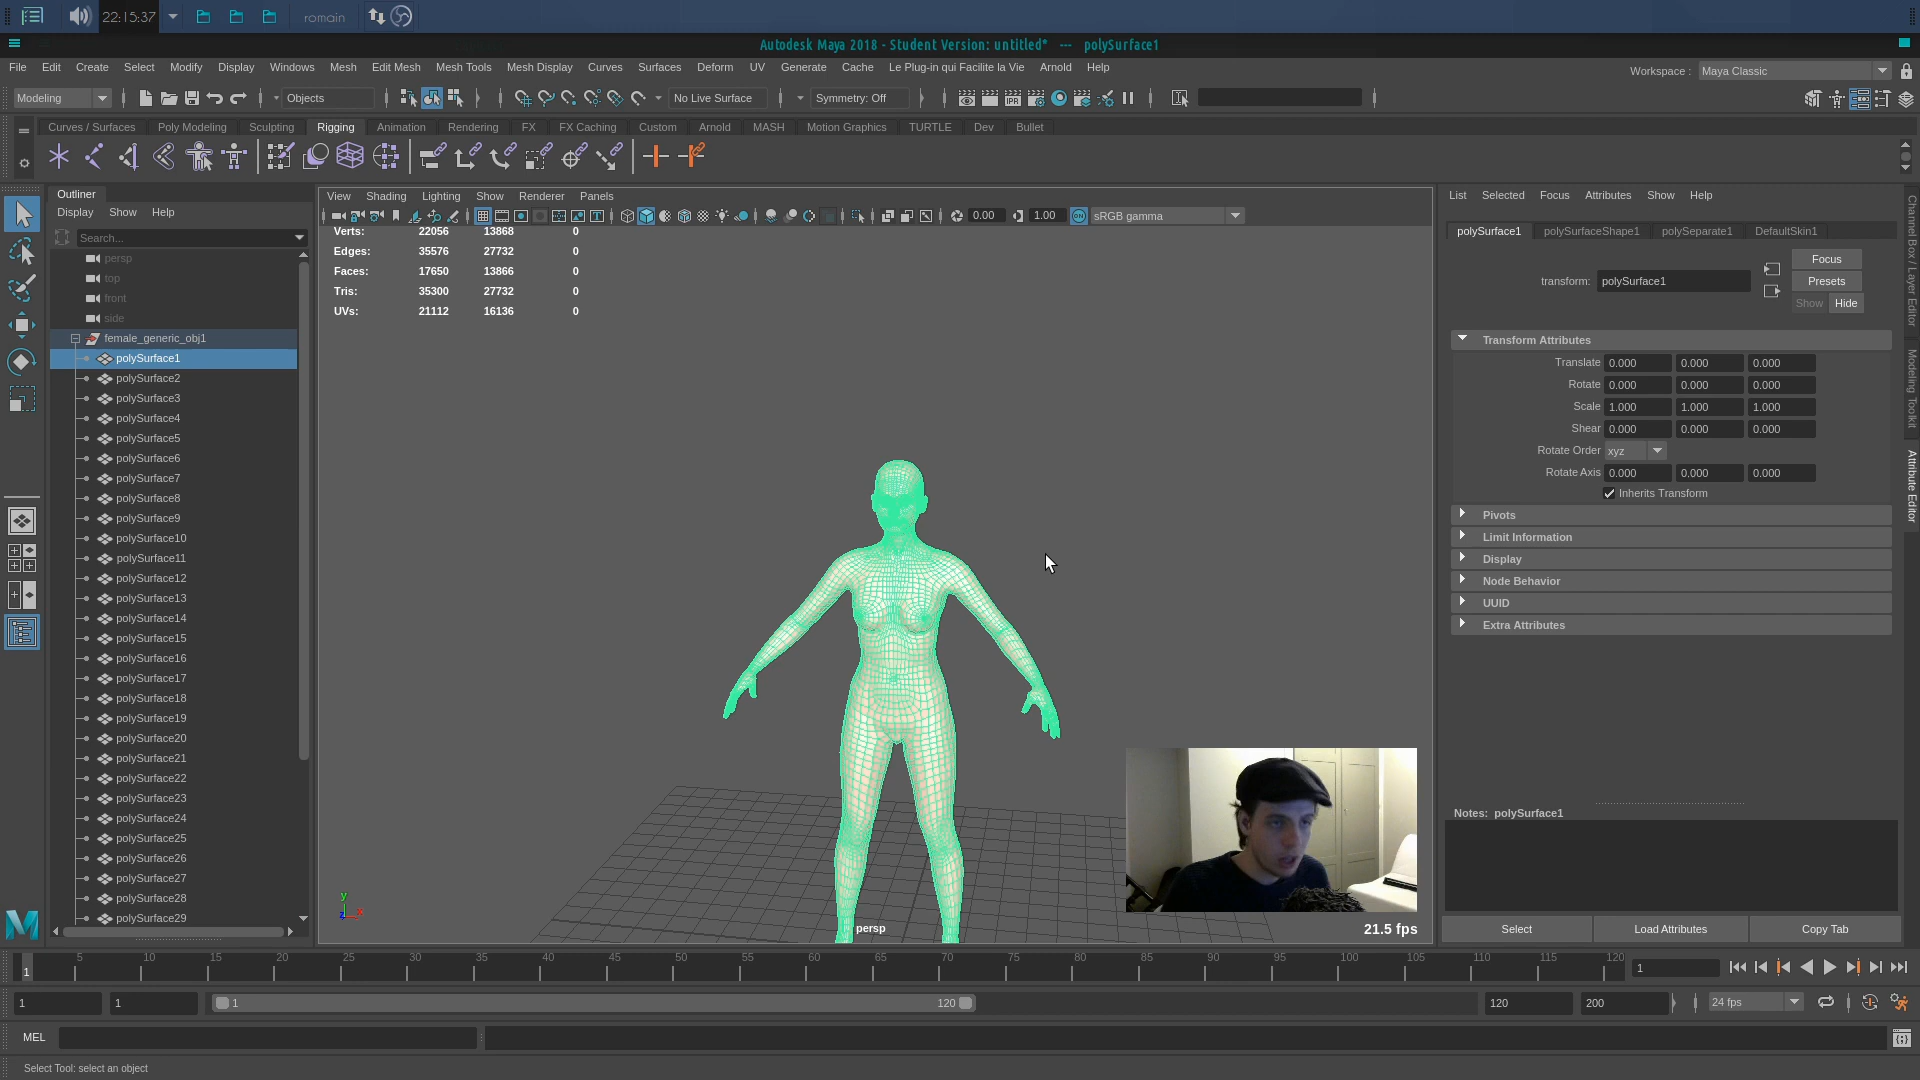 22:15:37
romain
Autodesk Maya 2018 - Student Version: untitled* --- polySurface1
File Edit Create Select Modify Display Windows Mesh Edit Mesh Mesh Tools Mesh Display Curves Surfaces Deform UV Generate Cache Le Plug-in qui Facilite la Vie Arnold Help
Workspace : Maya Classic
Modeling Objects No Live Surface Symmetry: Off
Curves / Surfaces Poly Modeling Sculpting Rigging Animation Rendering FX FX Caching Custom Arnold MASH Motion Graphics TURTLE Dev Bullet
Outliner
Display Show Help
Search...
persp
top
front
side
female_generic_obj1
polySurface1
polySurface2
polySurface3
polySurface4
polySurface5
polySurface6
polySurface7
polySurface8
polySurface9
polySurface10
polySurface11
polySurface12
polySurface13
polySurface14
polySurface15
polySurface16
polySurface17
polySurface18
polySurface19
polySurface20
polySurface21
polySurface22
polySurface23
polySurface24
polySurface25
polySurface26
polySurface27
polySurface28
polySurface29
View Shading Lighting Show Renderer Panels
0.00 1.00 ON sRGB gamma
Verts: 22056 13868 0
Edges: 35576 27732 0
Faces: 17650 13866 0
Tris: 35300 27732 0
UVs: 21112 16136 0
y
z x
persp
21.5 fps
List Selected Focus Attributes Show Help
polySurface1 polySurfaceShape1 polySeparate1 DefaultSkin1
transform: polySurface1
Focus
Presets
Show Hide
Transform Attributes
Translate 0.000 0.000 0.000
Rotate 0.000 0.000 0.000
Scale 1.000 1.000 1.000
Shear 0.000 0.000 0.000
Rotate Order xyz
Rotate Axis 0.000 0.000 0.000
Inherits Transform
Pivots
Limit Information
Display
Node Behavior
UUID
Extra Attributes
Notes: polySurface1
Select Load Attributes Copy Tab
Channel Box / Layer Editor
Modeling Toolkit
Attribute Editor
1 5 10 15 20 25 30 35 40 45 50 55 60 65 70 75 80 85 90 95 100 105 110 115 120 1
1 1 1 120 120 200 24 fps
MEL
Select Tool: select an object